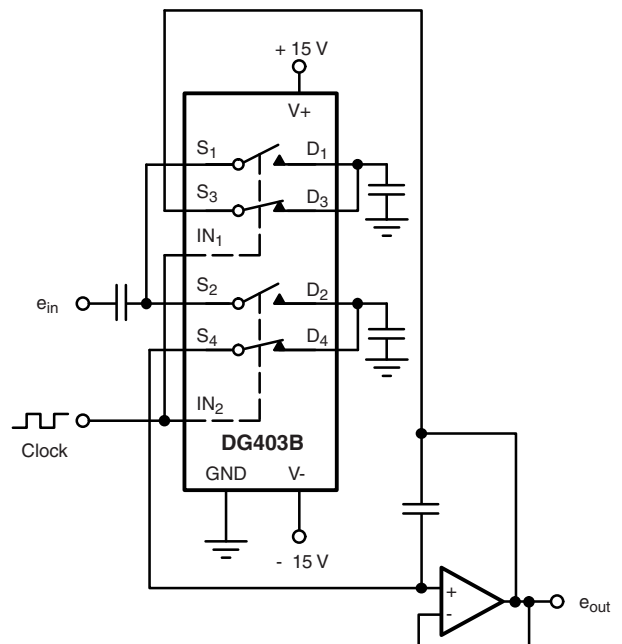 + 15 V
V+
S1 D1
S3 D3
IN1
ein S2 D2
S4 D4
IN2
Clock DG403B
GND V-
- 15 V
+
- eout